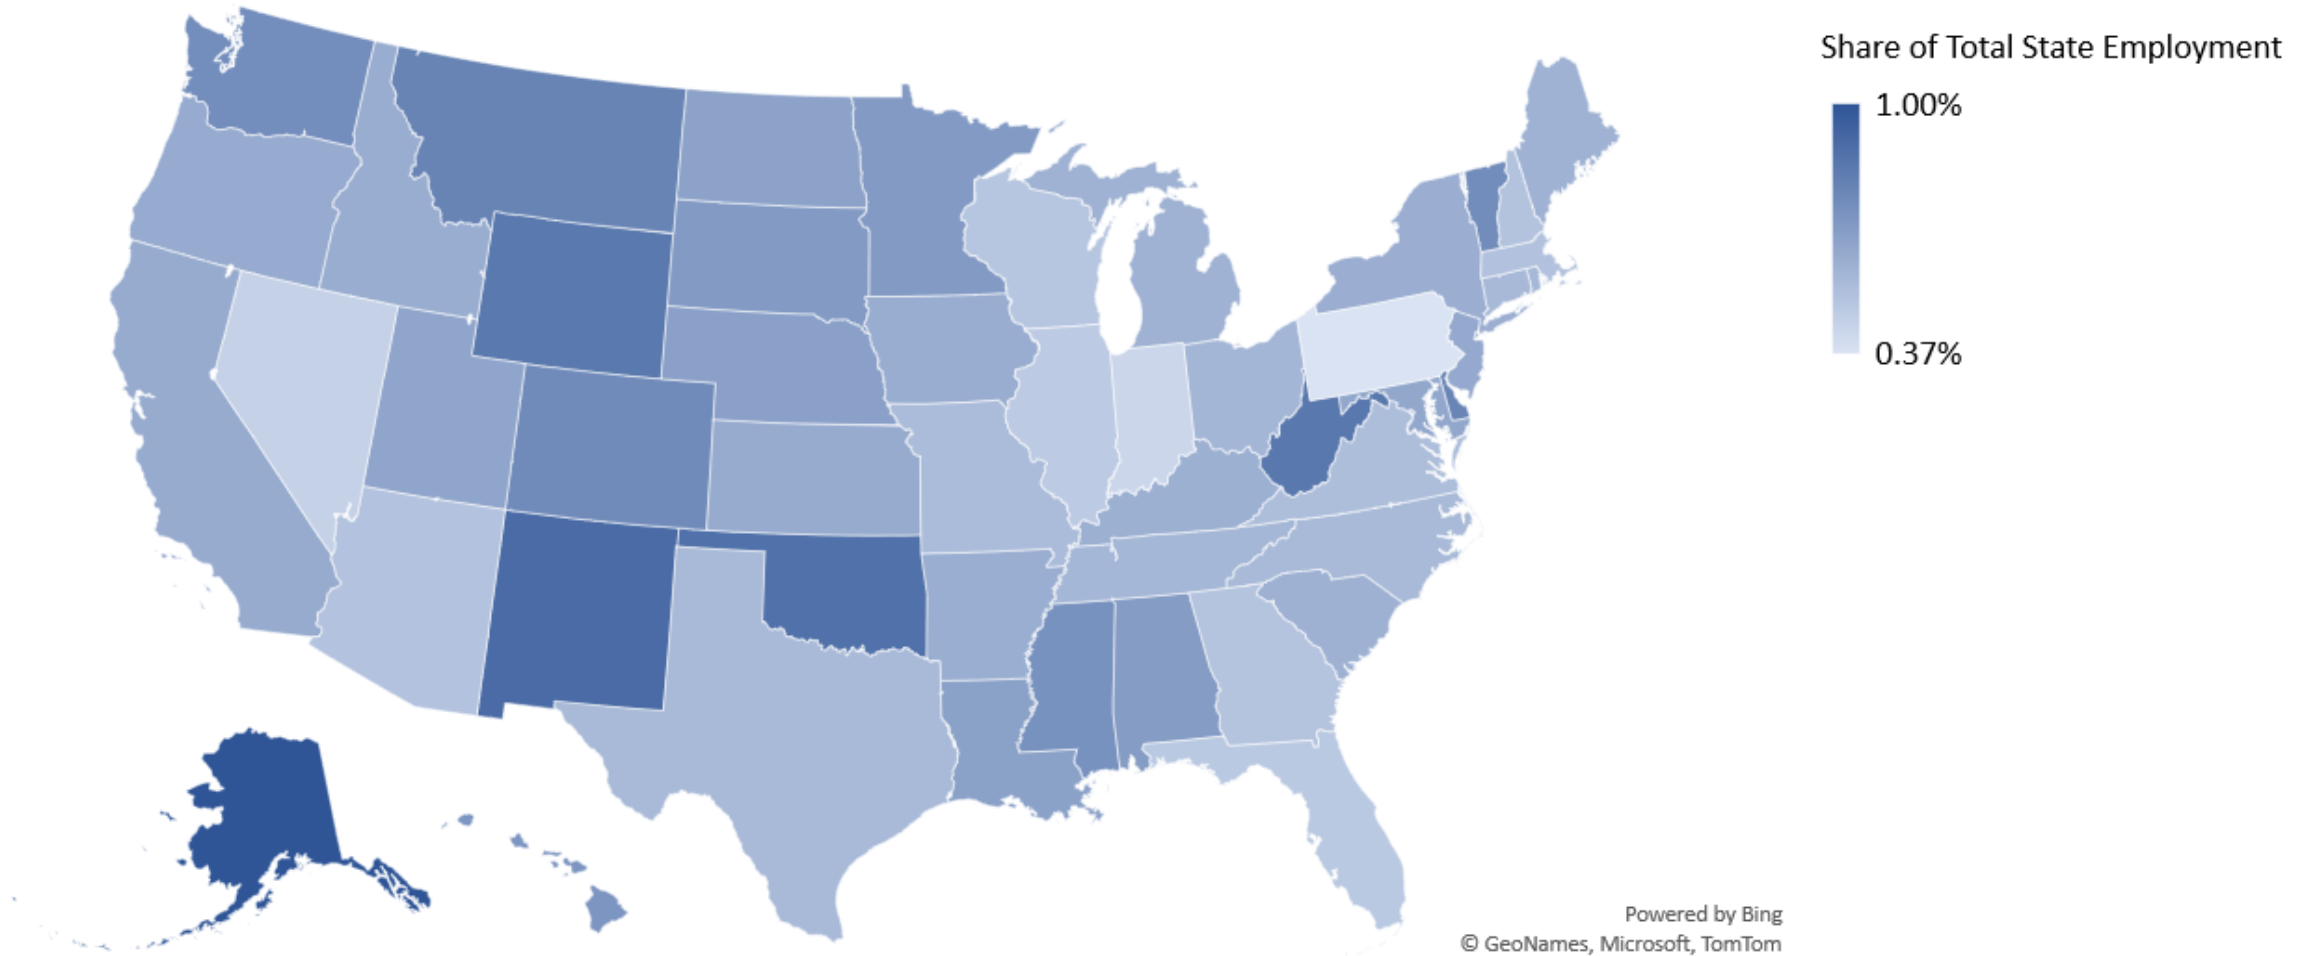 Share of Total State Employment
1.00%
0.37%
Powered by Bing
© GeoNames, Microsoft, TomTom